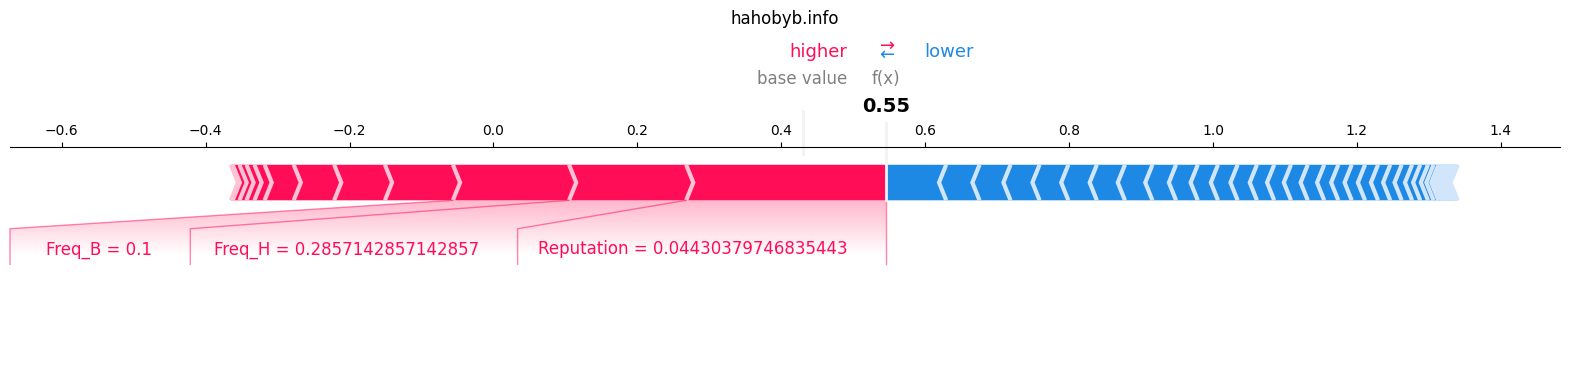 hahobyb.info
higher → ← lower
base value f(x)
0.55
−0.6 −0.4 −0.2 0.0 0.2 0.4 0.6 0.8 1.0 1.2 1.4
Freq_B = 0.1 Freq_H = 0.2857142857142857 Reputation = 0.04430379746835443